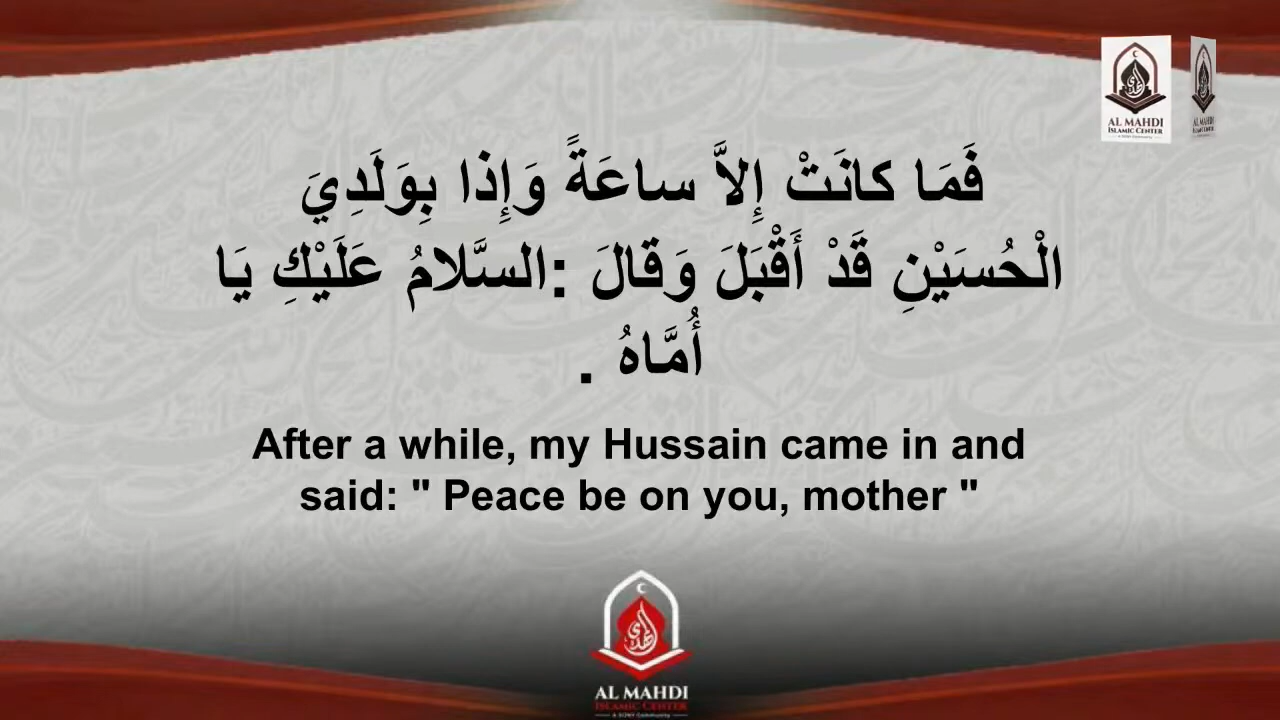 AL MAHDI
ISLAMIC CENTER
فَمَا كانَتْ إِلاَّ ساعَةً وَإِذا بِوَلَدِيَ
الْحُسَيْنِ قَدْ أَقْبَلَ وَقالَ :السَّلامُ عَلَيْكِ يَا
أُمَّاهُ .
After a while, my Hussain came in and
said: " Peace be on you, mother "
AL MAHDI
ISLAMIC CENTER